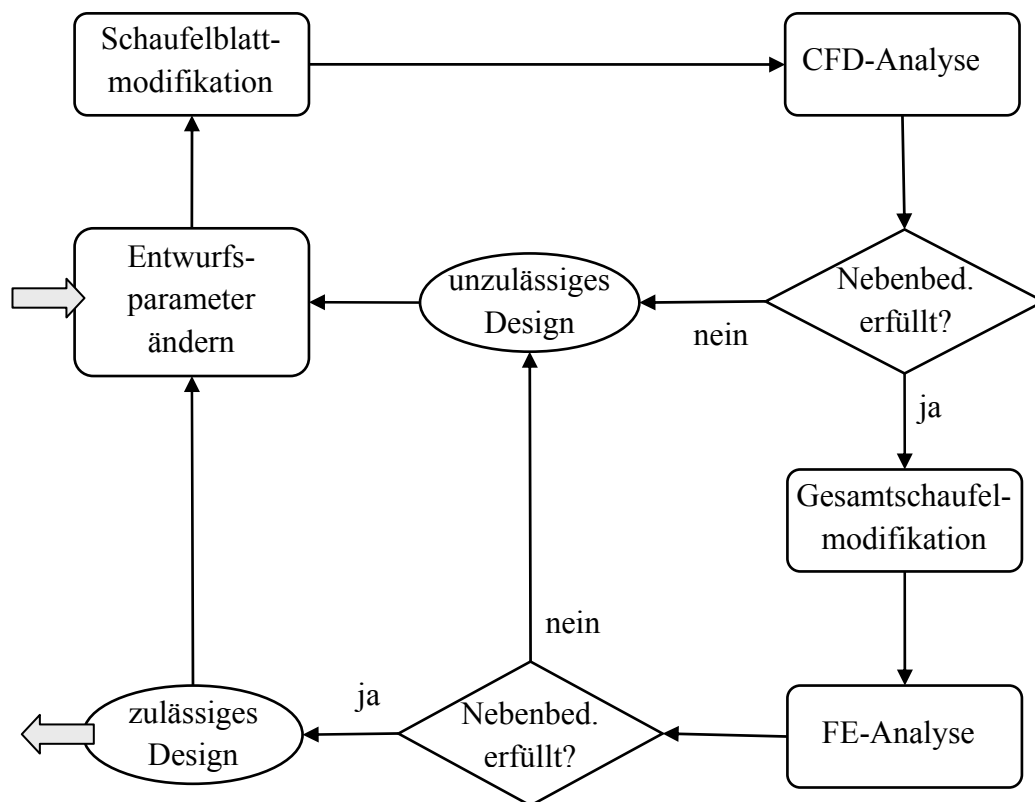 Schaufelblatt-
modifikation
CFD-Analyse
Entwurfs-
parameter
ändern
unzulässiges
Design
Nebenbed.
erfüllt?
nein
ja
Gesamtschaufel-
modifikation
nein
ja
zulässiges
Design
Nebenbed.
erfüllt?
FE-Analyse